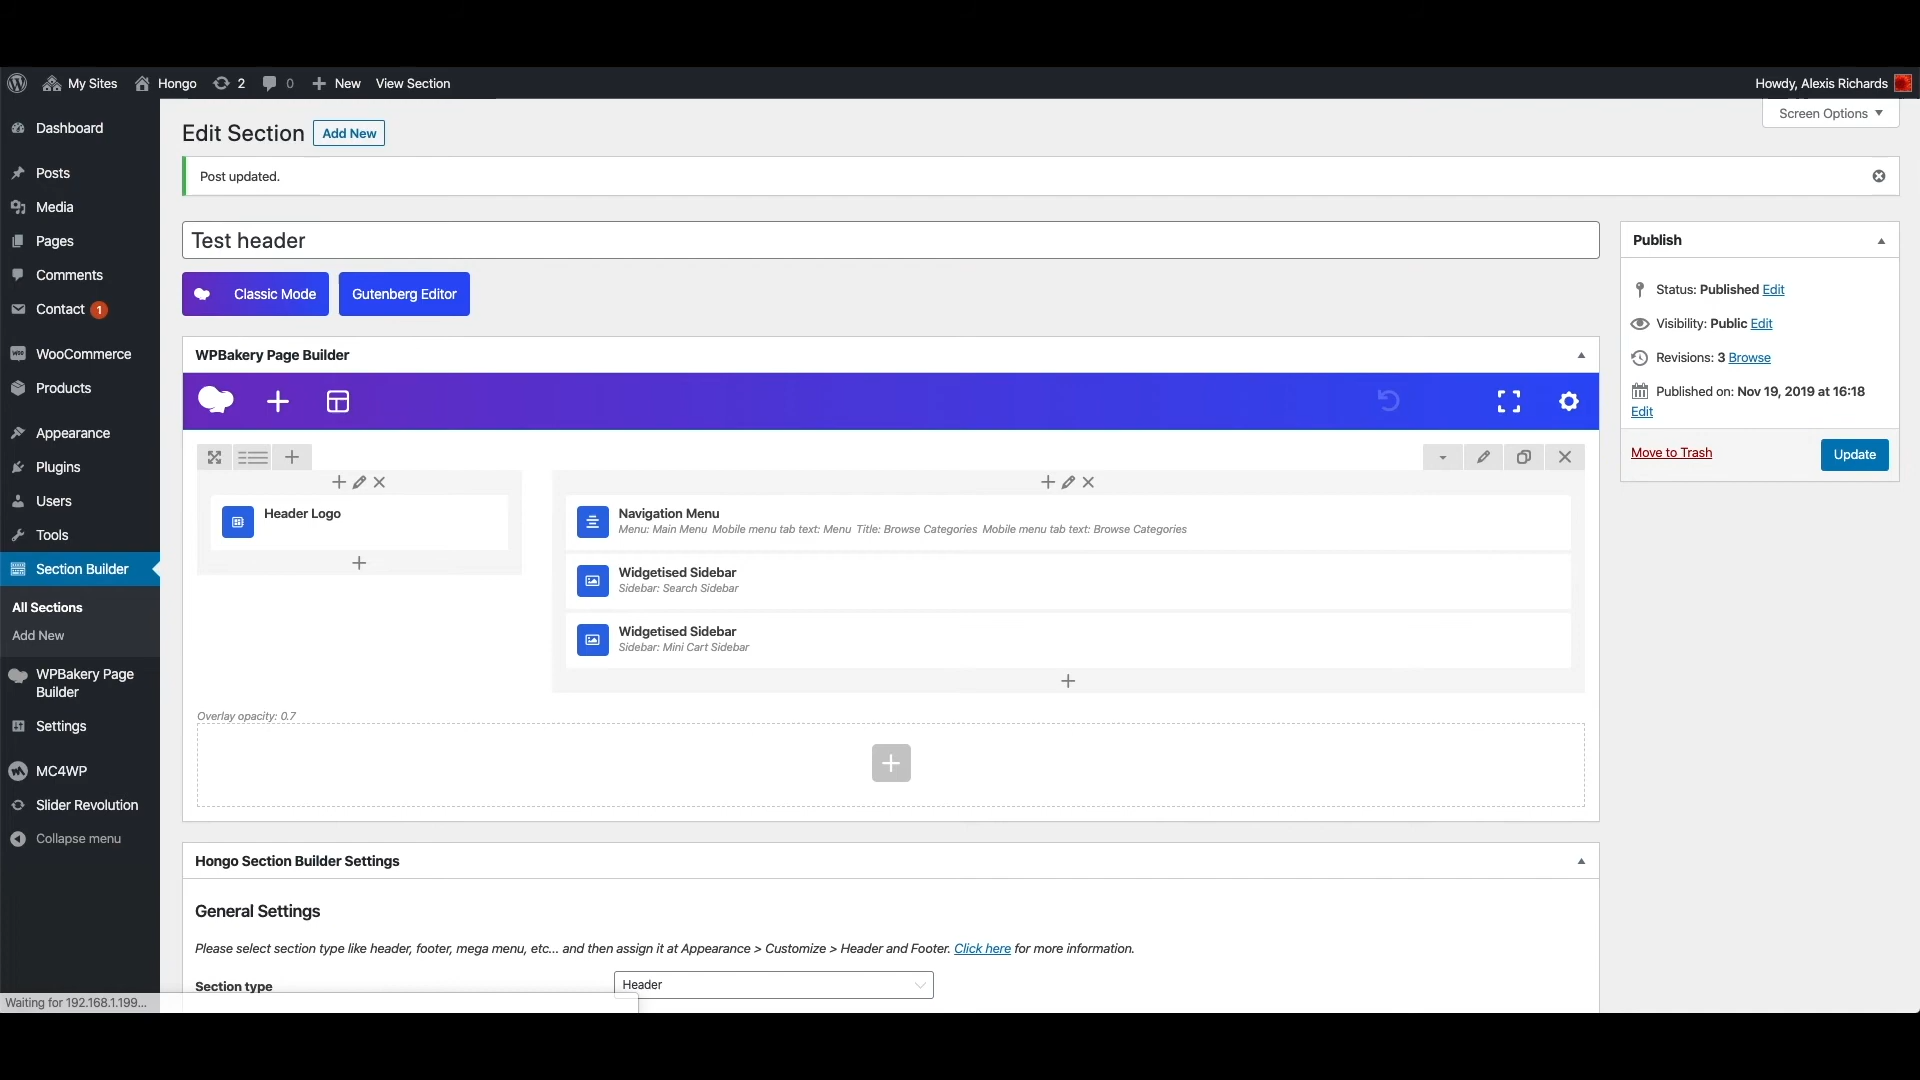 My Sites Hongo 2 0 New View Section Howdy, Alexis Richards
Screen Options
Dashboard
Posts
Media
Pages
Comments
Contact 1
WooCommerce
Products
Appearance
Plugins
Users
Tools
Section Builder
All Sections
Add New
WPBakery Page
Builder
Settings
MC4WP
Slider Revolution
Collapse menu
Edit Section Add New
Post updated.
Test header
Classic Mode Gutenberg Editor
WPBakery Page Builder
Header Logo
Navigation Menu
Menu: Main Menu Mobile menu tab text: Menu Title: Browse Categories Mobile menu tab text: Browse Categories
Widgetised Sidebar
Sidebar: Search Sidebar
Widgetised Sidebar
Sidebar: Mini Cart Sidebar
Overlay opacity: 0.7
Hongo Section Builder Settings
General Settings
Please select section type like header, footer, mega menu, etc... and then assign it at Appearance > Customize > Header and Footer. Click here for more information.
Section type Header
Publish
Status: Published Edit
Visibility: Public Edit
Revisions: 3 Browse
Published on: Nov 19, 2019 at 16:18
Edit
Move to Trash Update
Waiting for 192.168.1.199...